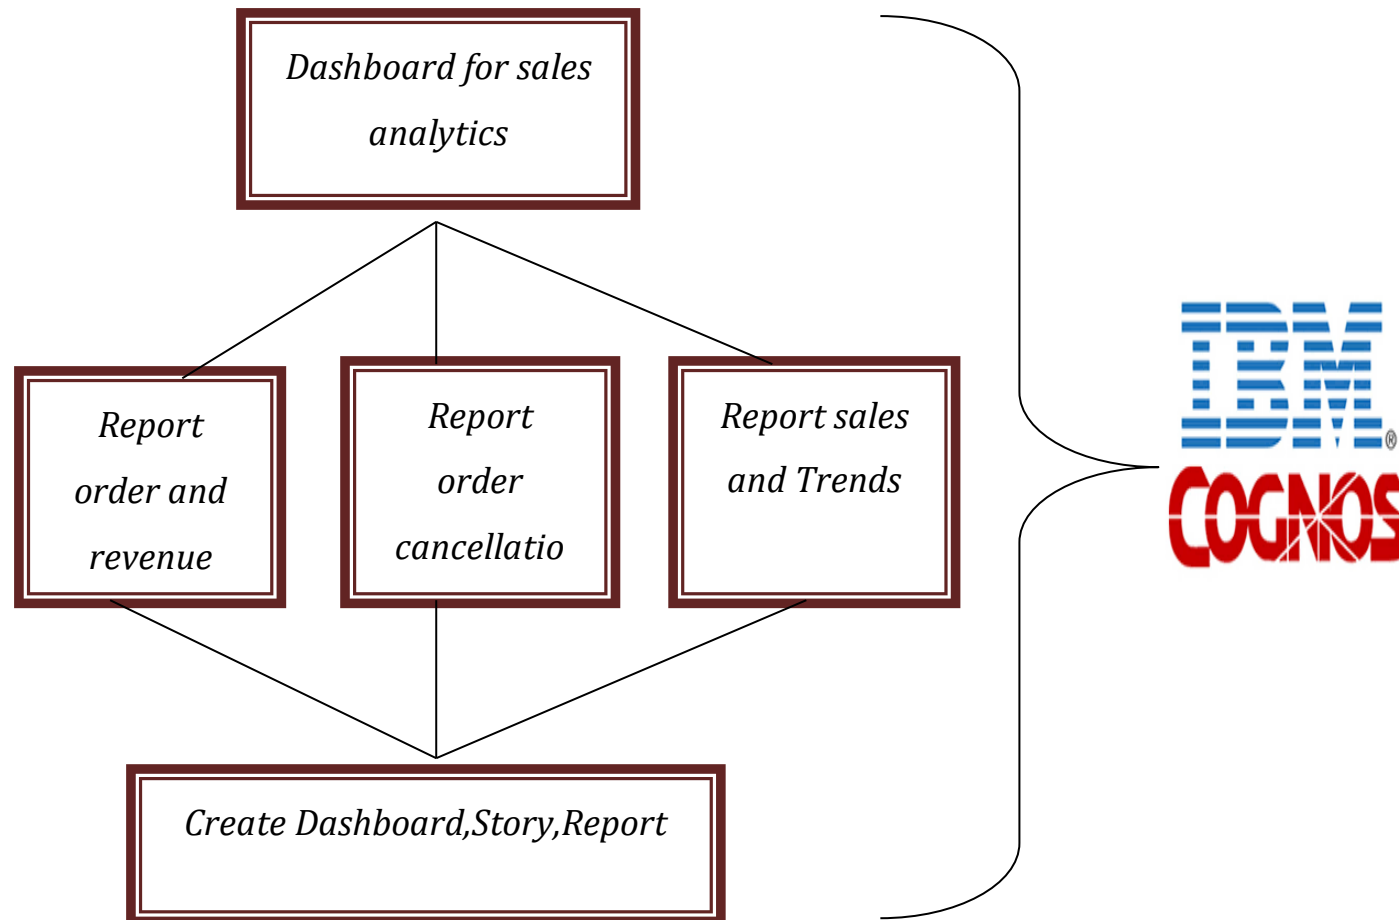 Dashboard for sales
analytics
Report
order and
revenue
Report
order
cancellatio
Report sales
and Trends
Create Dashboard,Story,Report
IBM®
COGNOS